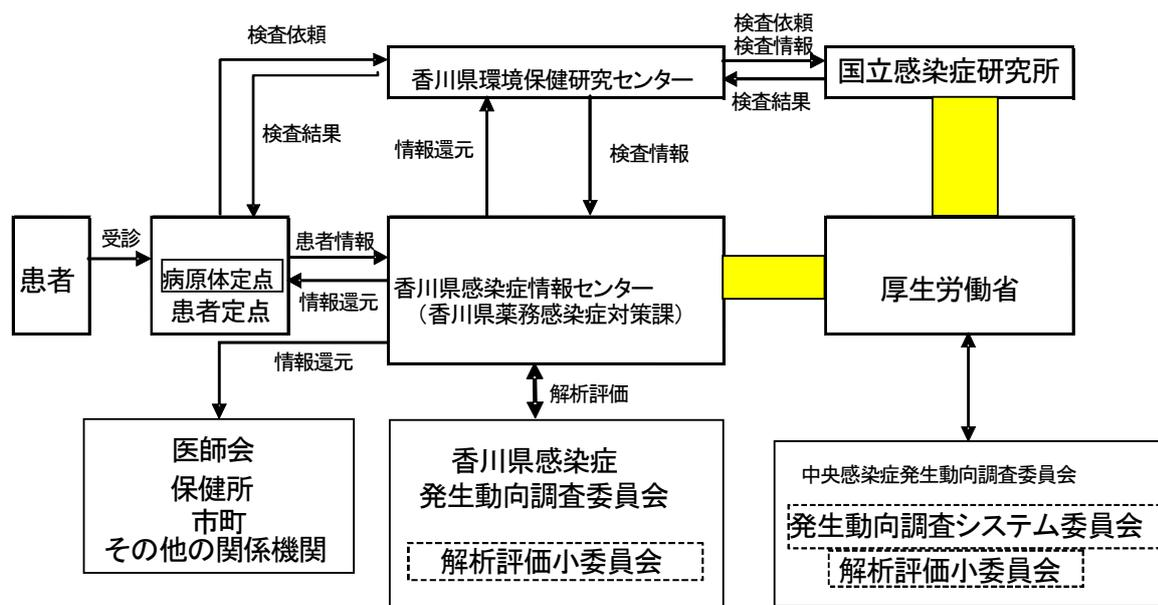 検査依頼
検査依頼
検査情報
香川県環境保健研究センター
国立感染症研究所
検査結果
検査結果
情報還元
検査情報
患者
受診
病原体定点
患者定点
患者情報
情報還元
香川県感染症情報センター
（香川県薬務感染症対策課）
厚生労働省
情報還元
解析評価
医師会
保健所
市町
その他の関係機関
香川県感染症
発生動向調査委員会
解析評価小委員会
中央感染症発生動向調査委員会
発生動向調査システム委員会
解析評価小委員会